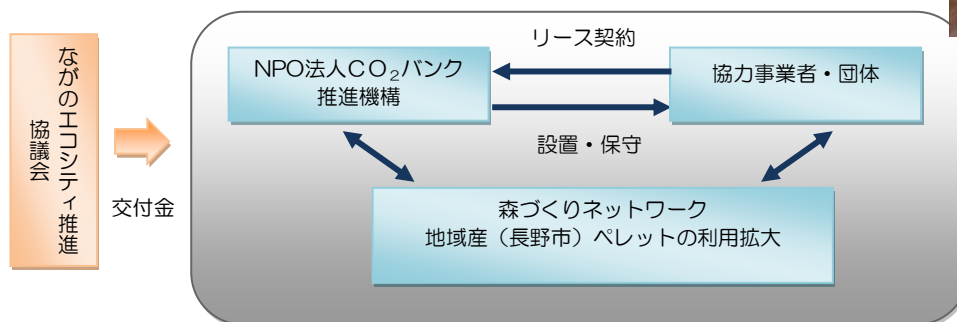 ながのエコシティ推進
協議会
交付金
リース契約
NPO法人CO₂バンク
推進機構
協力事業者・団体
設置・保守
森づくりネットワーク
地域産（長野市）ペレットの利用拡大